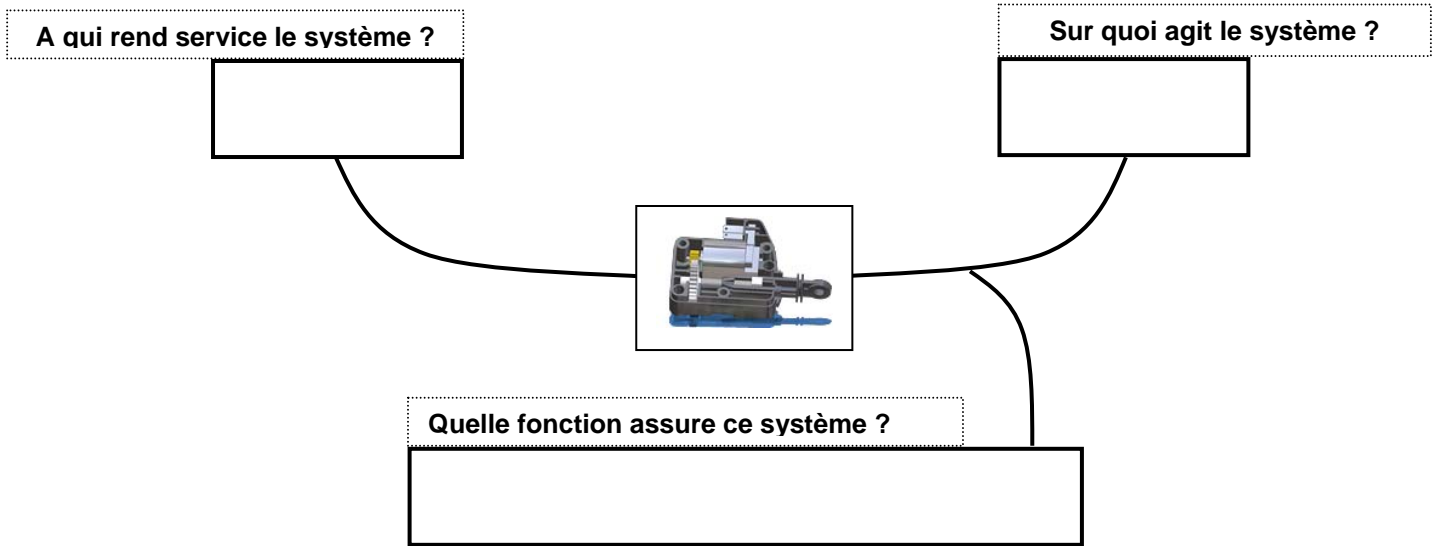 A qui rend service le système ?
Sur quoi agit le système ?
Quelle fonction assure ce système ?